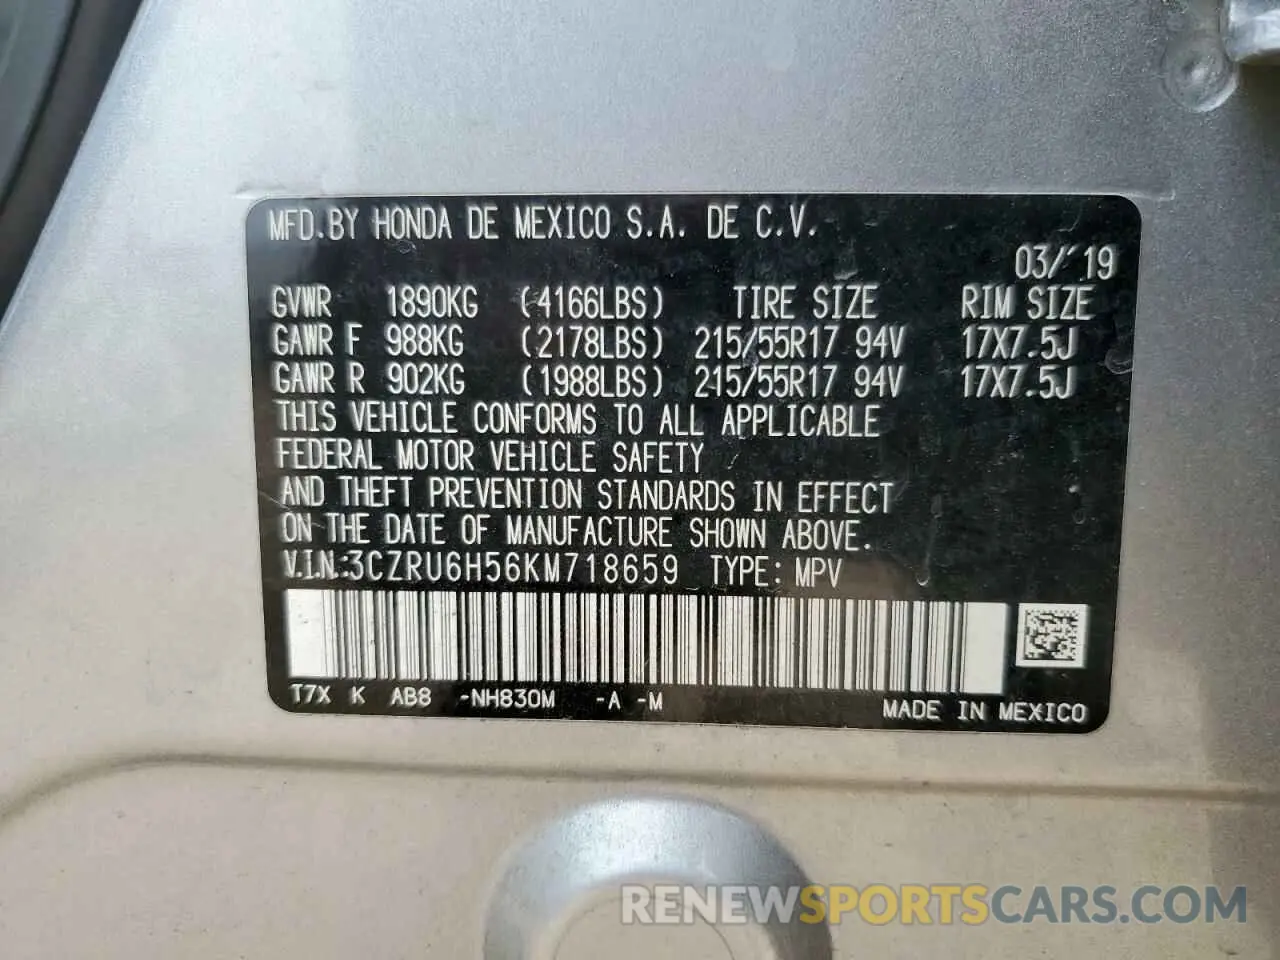 MFD.BY HONDA DE MEXICO S.A. DE C.V.
03/'19
GVWR 1890KG (4166LBS) TIRE SIZE RIM SIZE
GAWR F 988KG (2178LBS) 215/55R17 94V 17X7.5J
GAWR R 902KG (1988LBS) 215/55R17 94V 17X7.5J
THIS VEHICLE CONFORMS TO ALL APPLICABLE
FEDERAL MOTOR VEHICLE SAFETY
AND THEFT PREVENTION STANDARDS IN EFFECT
ON THE DATE OF MANUFACTURE SHOWN ABOVE.
V.I.N.:3CZRU6H56KM718659 TYPE: MPV
T7X K AB8 -NH830M -A -M
MADE IN MEXICO
RENEWSPORTSCARS.COM